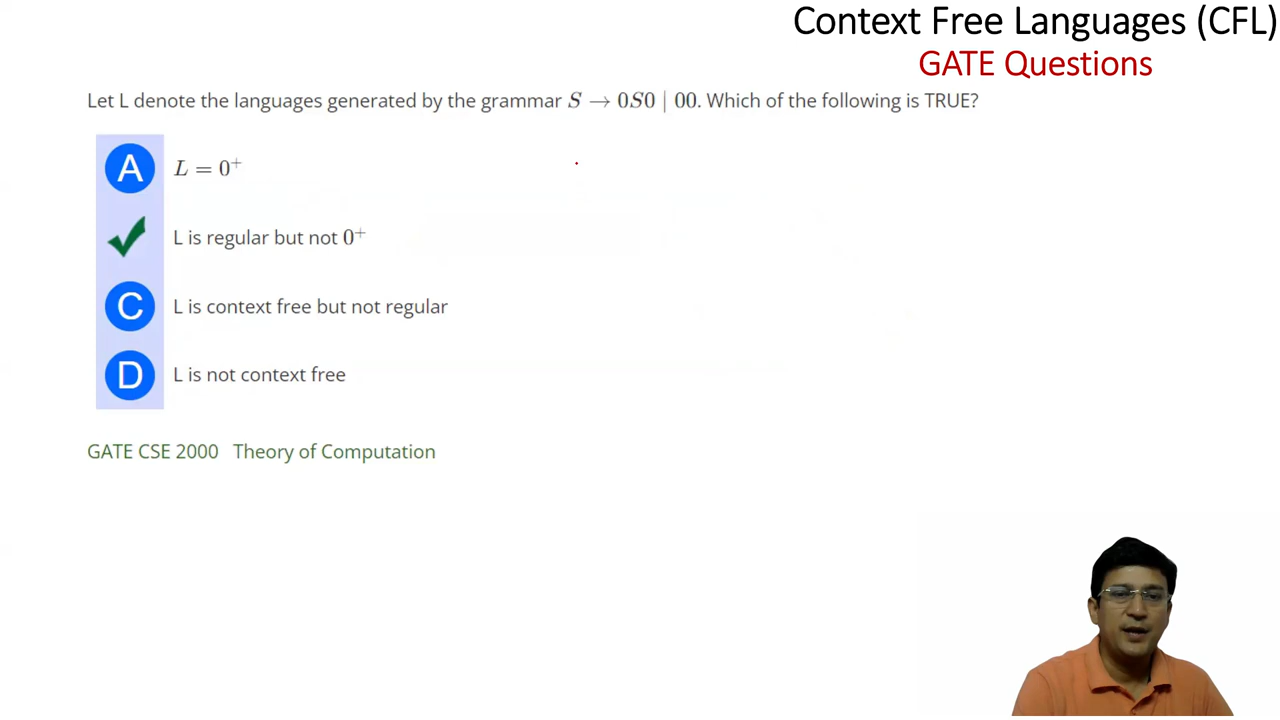 Context Free Languages (CFL)
GATE Questions
Let L denote the languages generated by the grammar S → 0S0 | 00. Which of the following is TRUE?
A L = 0⁺
L is regular but not 0⁺
C L is context free but not regular
D L is not context free
GATE CSE 2000 Theory of Computation